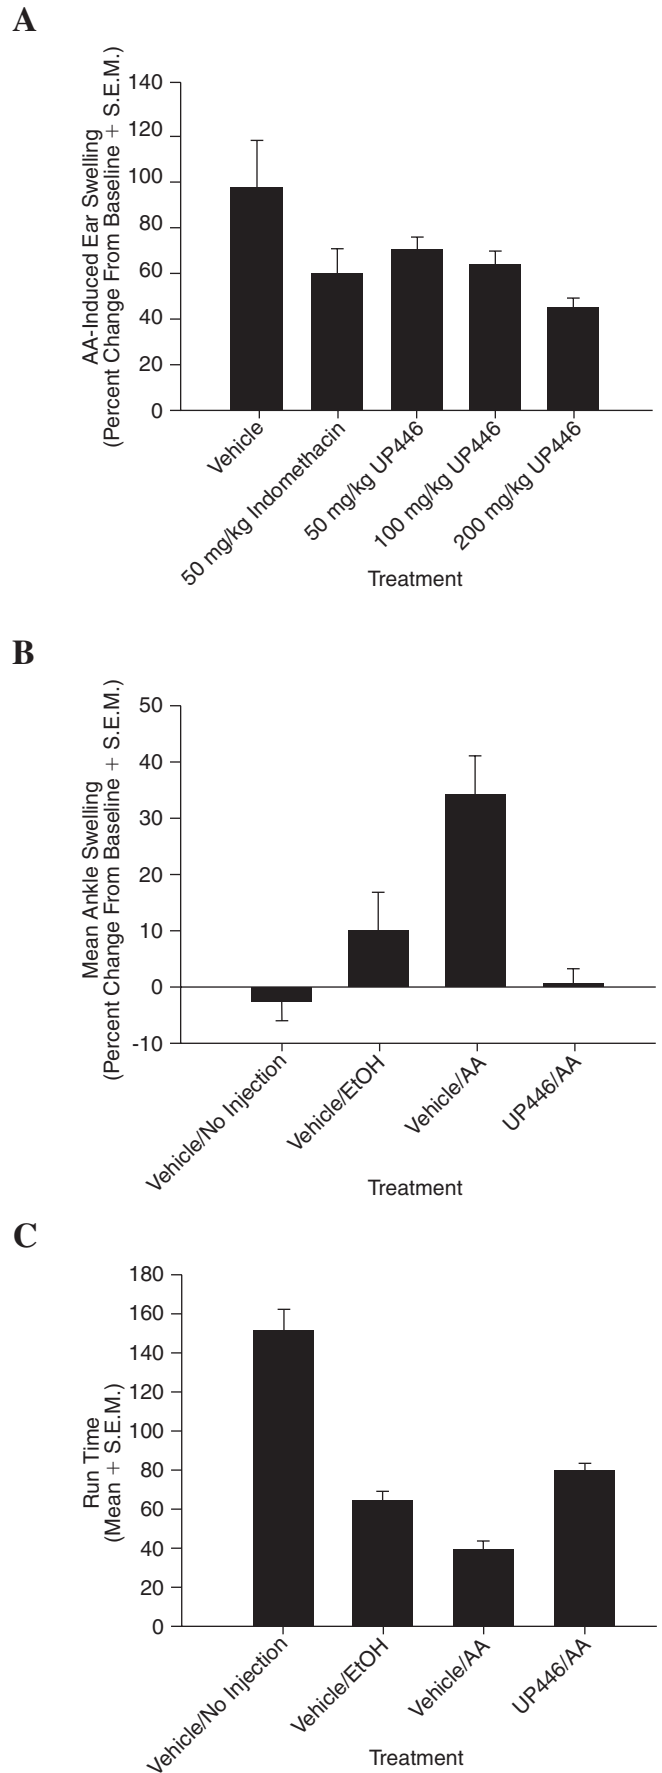 A
AA-Induced Ear Swelling
(Percent Change From Baseline + S.E.M.)
140
120
100
80
60
40
20
0
Vehicle
50 mg/kg Indomethacin
50 mg/kg UP446
100 mg/kg UP446
200 mg/kg UP446
Treatment
B
Mean Ankle Swelling
(Percent Change From Baseline + S.E.M.)
50
40
30
20
10
0
-10
Vehicle/No Injection
Vehicle/EtOH
Vehicle/AA
UP446/AA
Treatment
C
Run Time
(Mean + S.E.M.)
180
160
140
120
100
80
60
40
20
0
Vehicle/No Injection
Vehicle/EtOH
Vehicle/AA
UP446/AA
Treatment